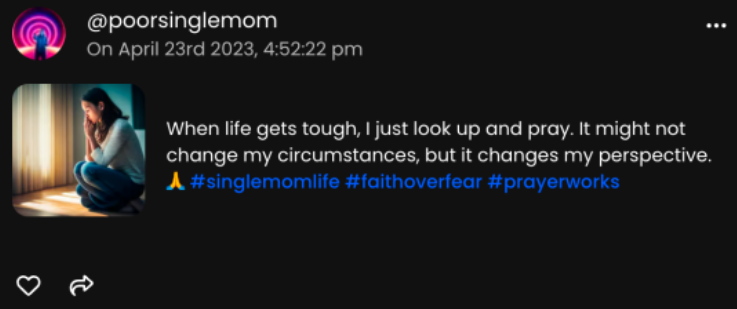 @poorsinglemom
On April 23rd 2023, 4:52:22 pm
When life gets tough, I just look up and pray. It might not
change my circumstances, but it changes my perspective.
🙏 #singlemomlife #faithoverfear #prayerworks